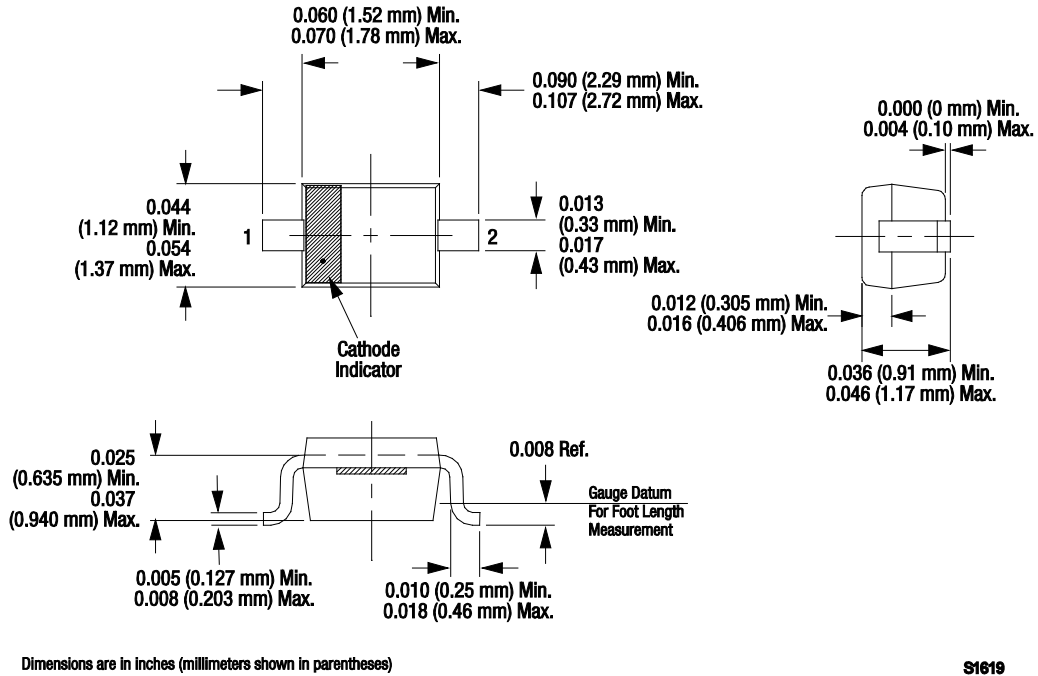 0.060 (1.52 mm) Min.
0.070 (1.78 mm) Max.
0.090 (2.29 mm) Min.
0.107 (2.72 mm) Max.
0.000 (0 mm) Min.
0.004 (0.10 mm) Max.
0.044
(1.12 mm) Min.
0.054
(1.37 mm) Max.
1
2
0.013
(0.33 mm) Min.
0.017
(0.43 mm) Max.
0.012 (0.305 mm) Min.
0.016 (0.406 mm) Max.
Cathode
Indicator
0.036 (0.91 mm) Min.
0.046 (1.17 mm) Max.
0.025
(0.635 mm) Min.
0.037
(0.940 mm) Max.
0.008 Ref.
Gauge Datum
For Foot Length
Measurement
0.005 (0.127 mm) Min.
0.008 (0.203 mm) Max.
0.010 (0.25 mm) Min.
0.018 (0.46 mm) Max.
Dimensions are in inches (millimeters shown in parentheses)
S1619